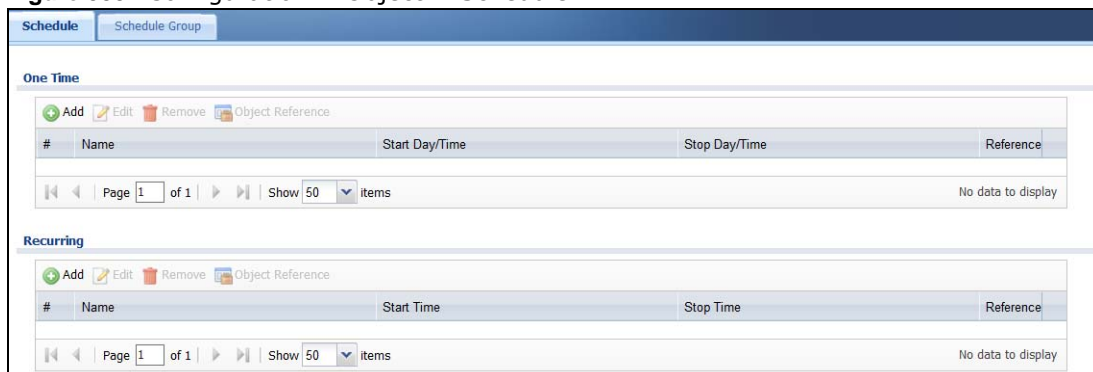 Schedule Schedule Group
One Time
Add Edit Remove Object Reference
# Name Start Day/Time Stop Day/Time Reference
Page 1 of 1 Show 50 items No data to display
Recurring
Add Edit Remove Object Reference
# Name Start Time Stop Time Reference
Page 1 of 1 Show 50 items No data to display